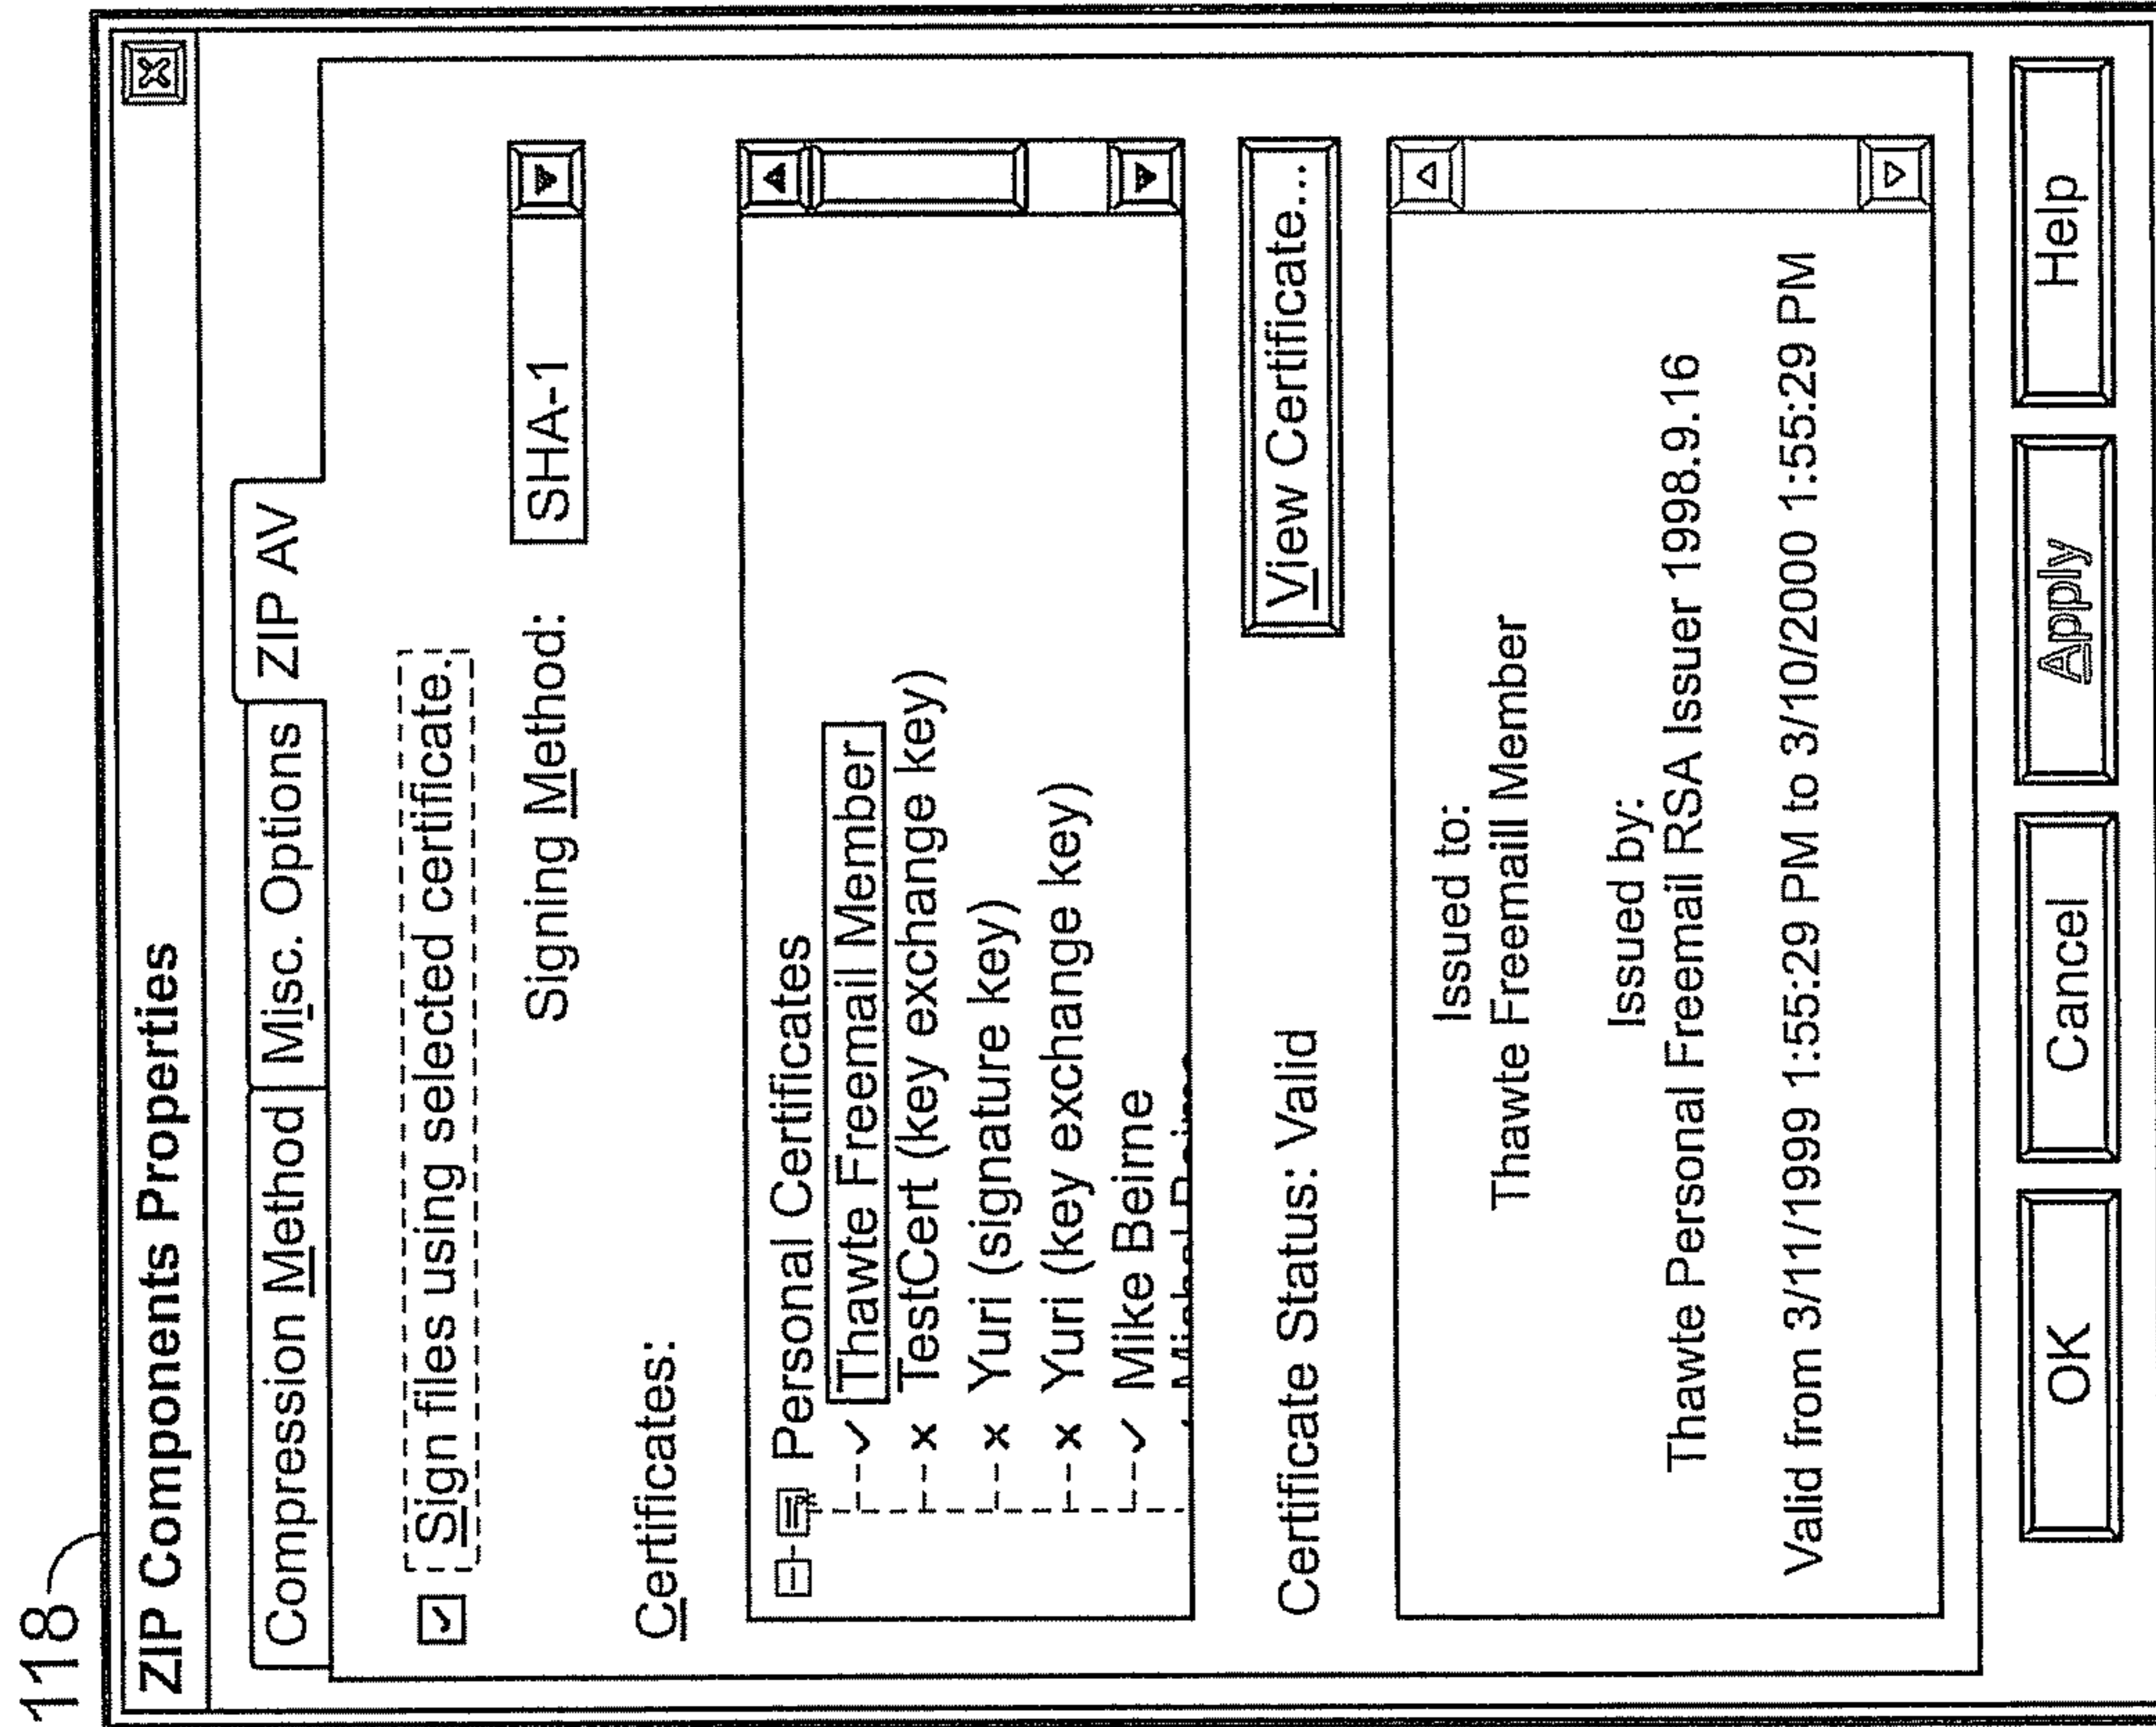 118
ZIP Components Properties
Compression Method Misc. Options ZIP AV
Sign files using selected certificate.
Signing Method: SHA-1
Certificates:
Personal Certificates
Thawte Freemail Member
TestCert (key exchange key)
Yuri (signature key)
Yuri (key exchange key)
Mike Beirne
Certificate Status: Valid View Certificate...
Issued to:
Thawte Freemaill Member
Issued by:
Thawte Personal Freemail RSA Issuer 1998.9.16
Valid from 3/11/1999 1:55:29 PM to 3/10/2000 1:55:29 PM
OK Cancel Apply Help